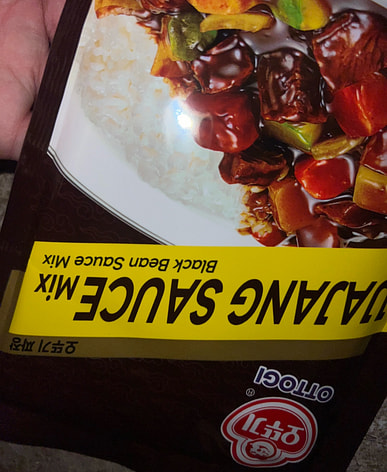 오뚜기
OTTOGI®
오뚜기 짜장
JJAJANG SAUCE Mix
Black Bean Sauce Mix